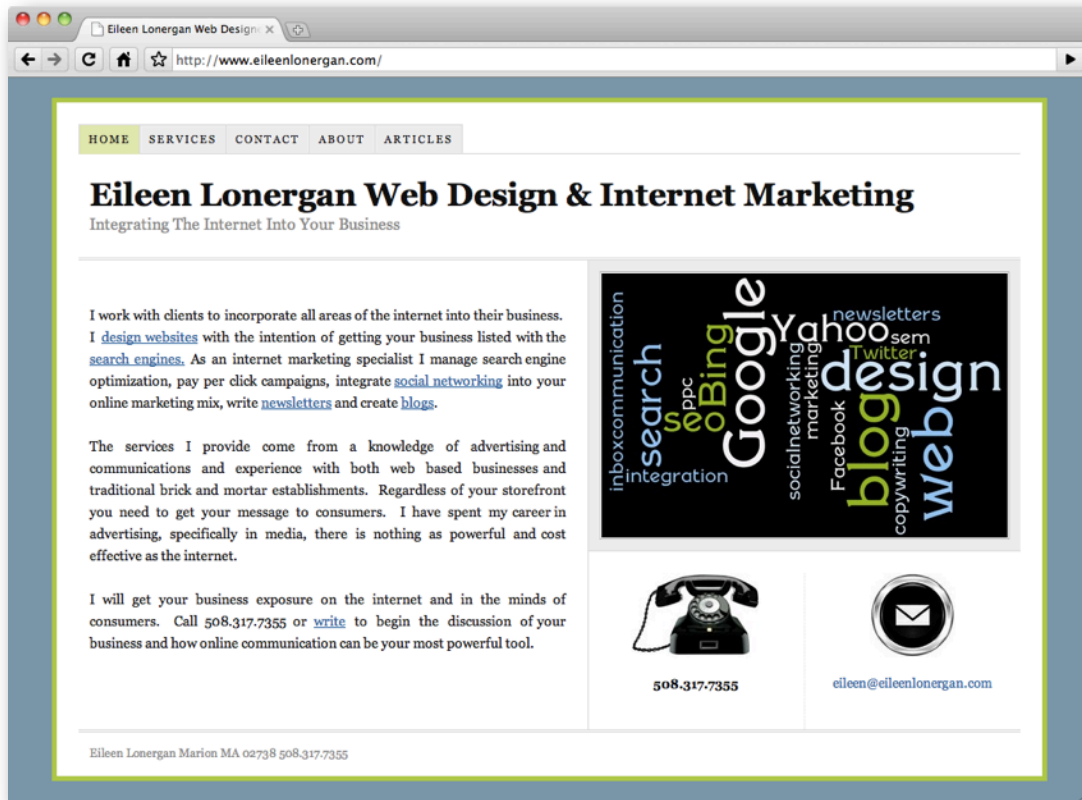 Eileen Lonergan Web Design
http://www.eileenlonergan.com/
HOME SERVICES CONTACT ABOUT ARTICLES
Eileen Lonergan Web Design & Internet Marketing
Integrating The Internet Into Your Business
I work with clients to incorporate all areas of the internet into their business.
I design websites with the intention of getting your business listed with the
search engines. As an internet marketing specialist I manage search engine
optimization, pay per click campaigns, integrate social networking into your
online marketing mix, write newsletters and create blogs.
The services I provide come from a knowledge of advertising and
communications and experience with both web based businesses and
traditional brick and mortar establishments. Regardless of your storefront
you need to get your message to consumers. I have spent my career in
advertising, specifically in media, there is nothing as powerful and cost
effective as the internet.
I will get your business exposure on the internet and in the minds of
consumers. Call 508.317.7355 or write to begin the discussion of your
business and how online communication can be your most powerful tool.
inboxcommunication
search
integration
seo
ppc
Bing
Google
Yahoo
newsletters
sem
Twitter
design
socialnetworking
marketing
Facebook
blog
copywriting
web
508.317.7355
eileen@eileenlonergan.com
Eileen Lonergan Marion MA 02738 508.317.7355